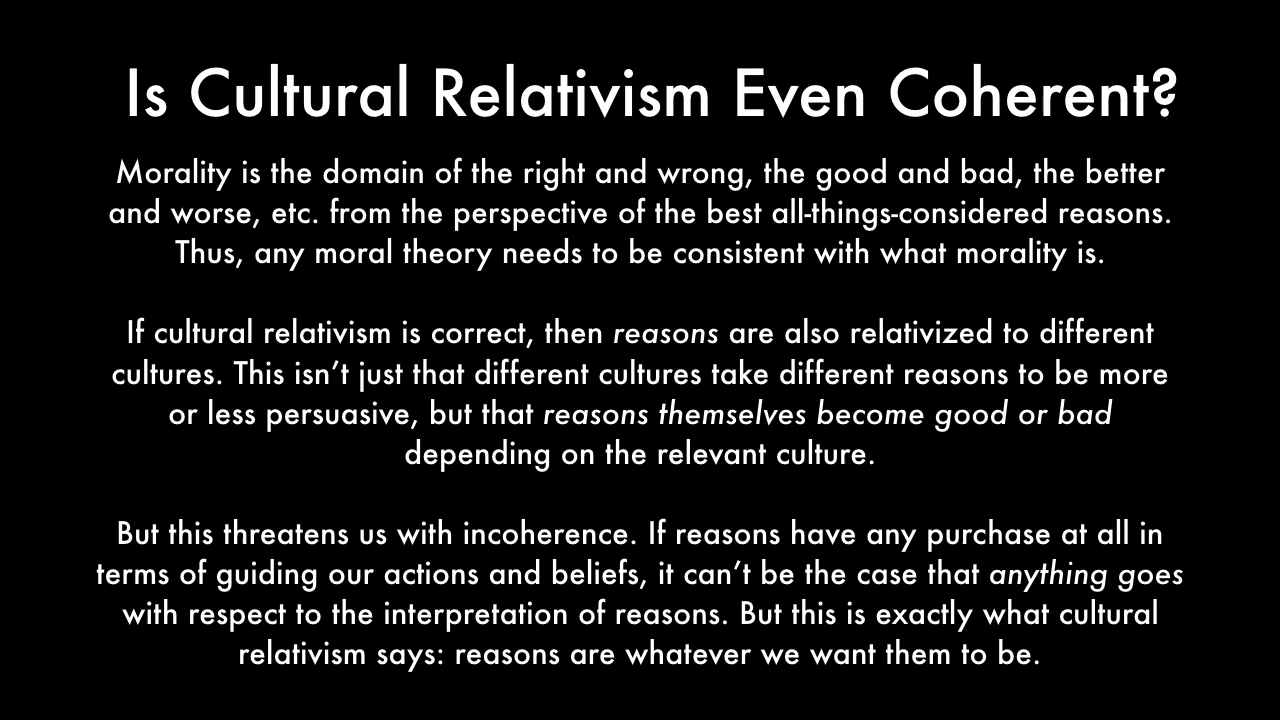 Is Cultural Relativism Even Coherent?
Morality is the domain of the right and wrong, the good and bad, the better
and worse, etc. from the perspective of the best all-things-considered reasons.
Thus, any moral theory needs to be consistent with what morality is.
If cultural relativism is correct, then reasons are also relativized to different
cultures. This isn’t just that different cultures take different reasons to be more
or less persuasive, but that reasons themselves become good or bad
depending on the relevant culture.
But this threatens us with incoherence. If reasons have any purchase at all in
terms of guiding our actions and beliefs, it can’t be the case that anything goes
with respect to the interpretation of reasons. But this is exactly what cultural
relativism says: reasons are whatever we want them to be.